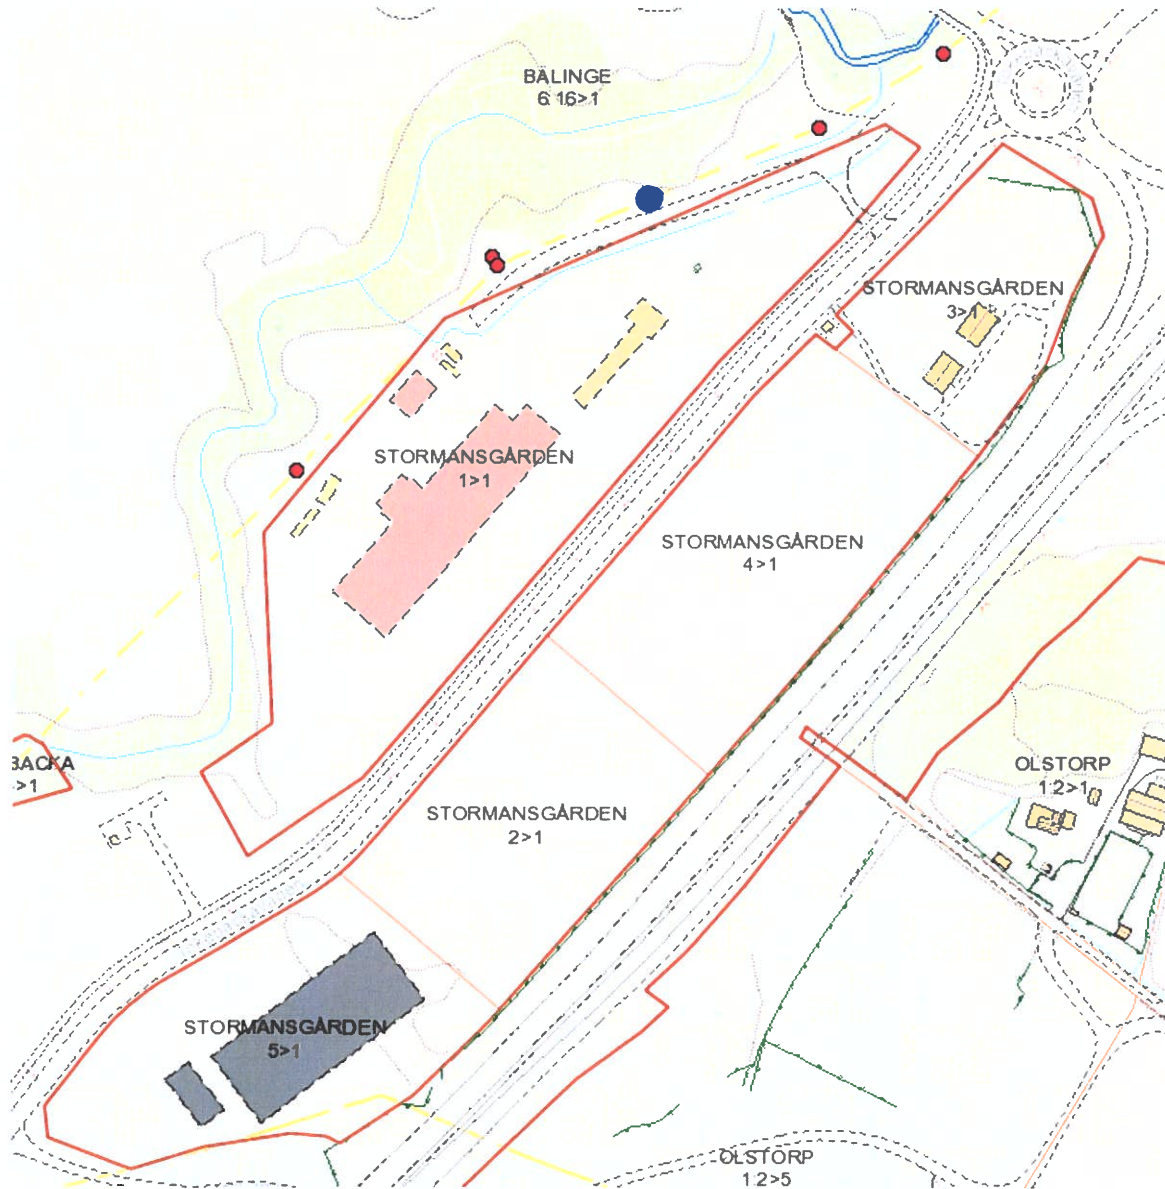 BÄLINGE
6:16>1
STORMANSGÅRDEN
3>1
STORMANSGÅRDEN
1>1
STORMANSGÅRDEN
4>1
BACKA
>1
OLSTORP
1:2>1
STORMANSGÅRDEN
2>1
STORMANSGÅRDEN
5>1
OLSTORP
1:2>5